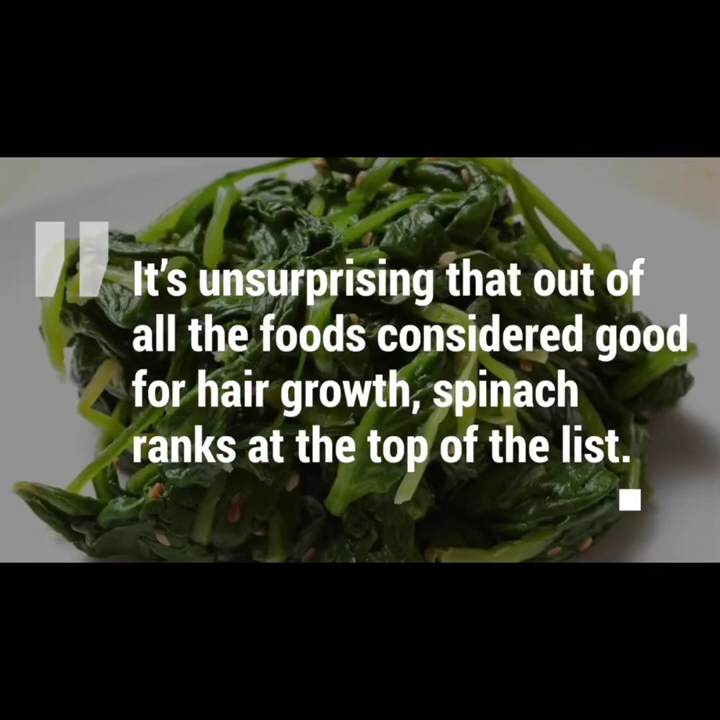 It’s unsurprising that out of
all the foods considered good
for hair growth, spinach
ranks at the top of the list.